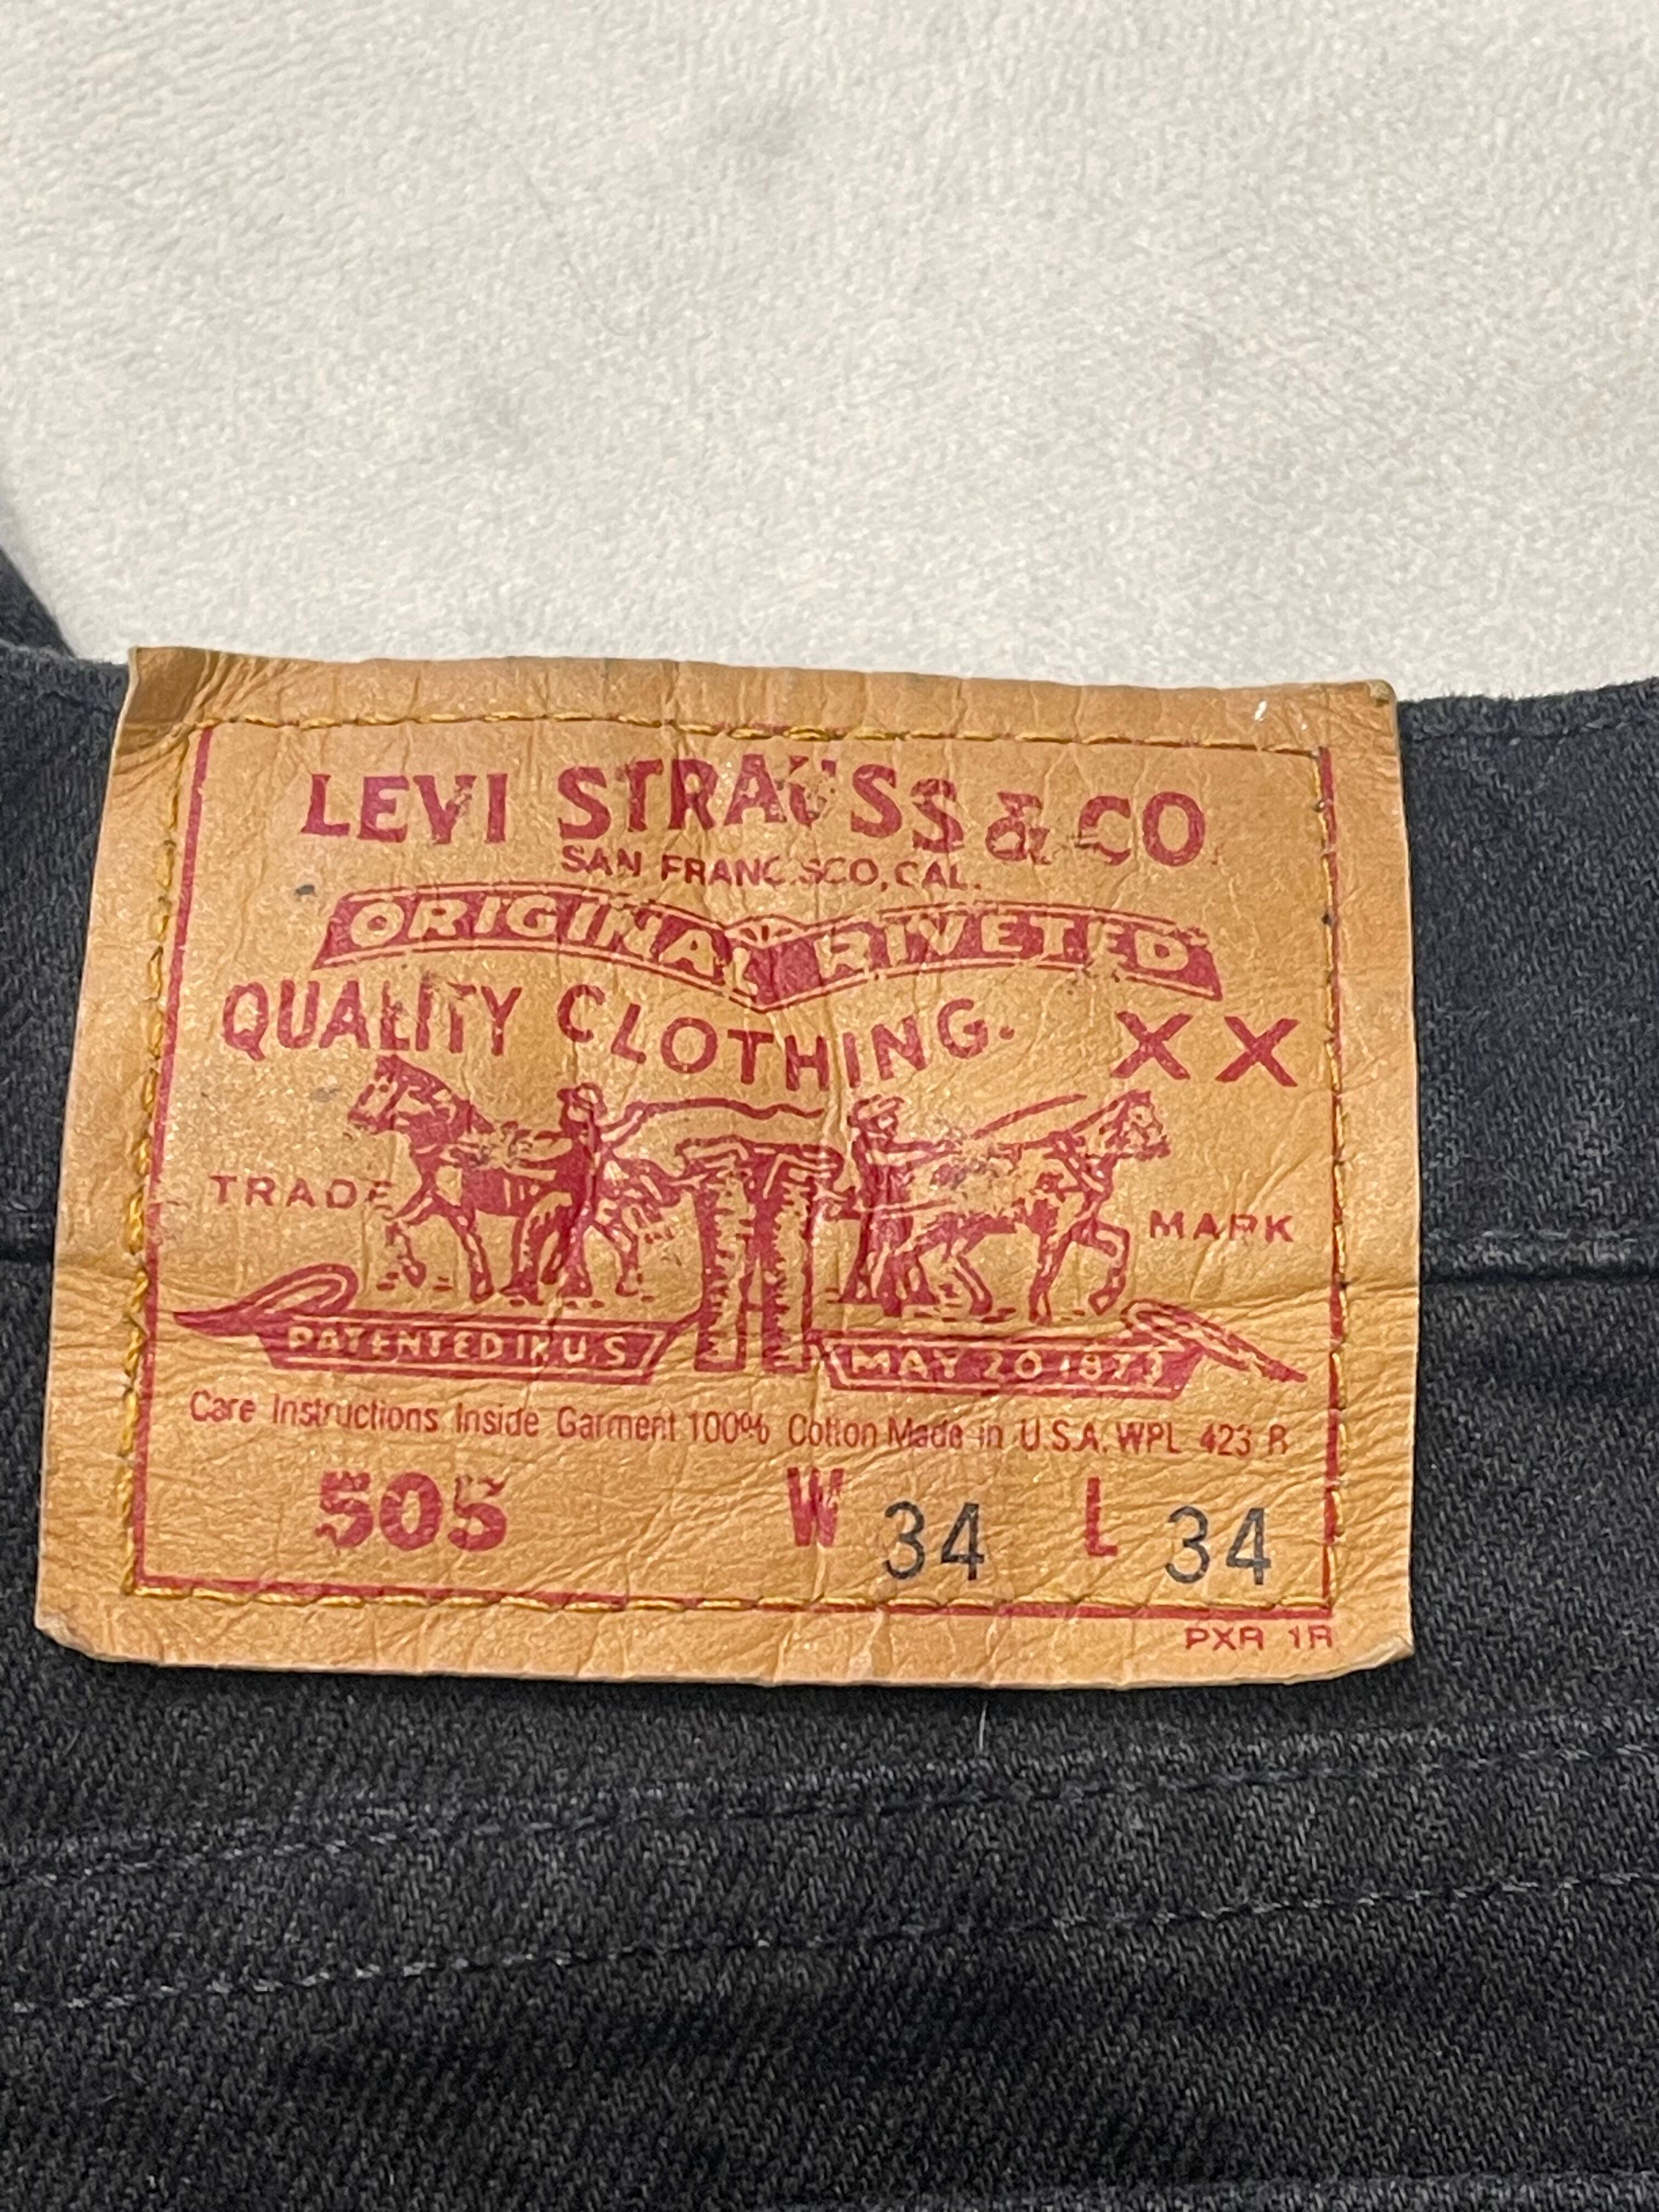 LEVI STRAUSS & CO
SAN FRANCISCO, CAL.
ORIGINAL RIVETED
QUALITY CLOTHING.
XX
TRADE MARK
PATENTED IN U.S
MAY 20 1873
Care Instructions Inside Garment 100% Cotton Made in U.S.A. WPL 423 R
505 W 34 L 34
PXR 1R